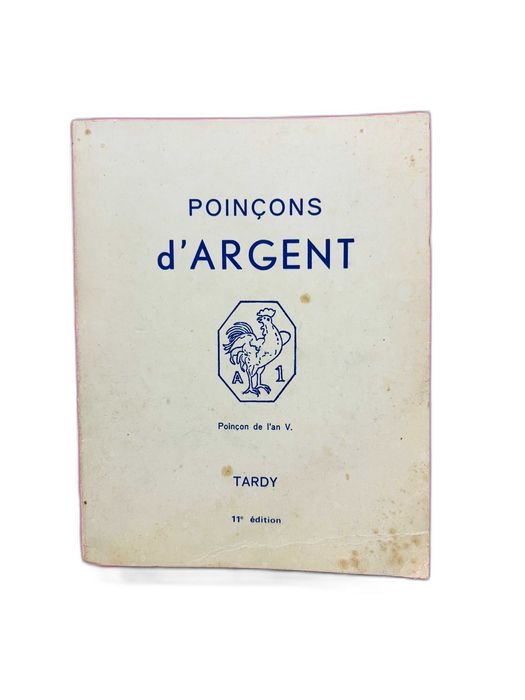 POINÇONS
d'ARGENT
A 1
Poinçon de l'an V.
TARDY
11e édition